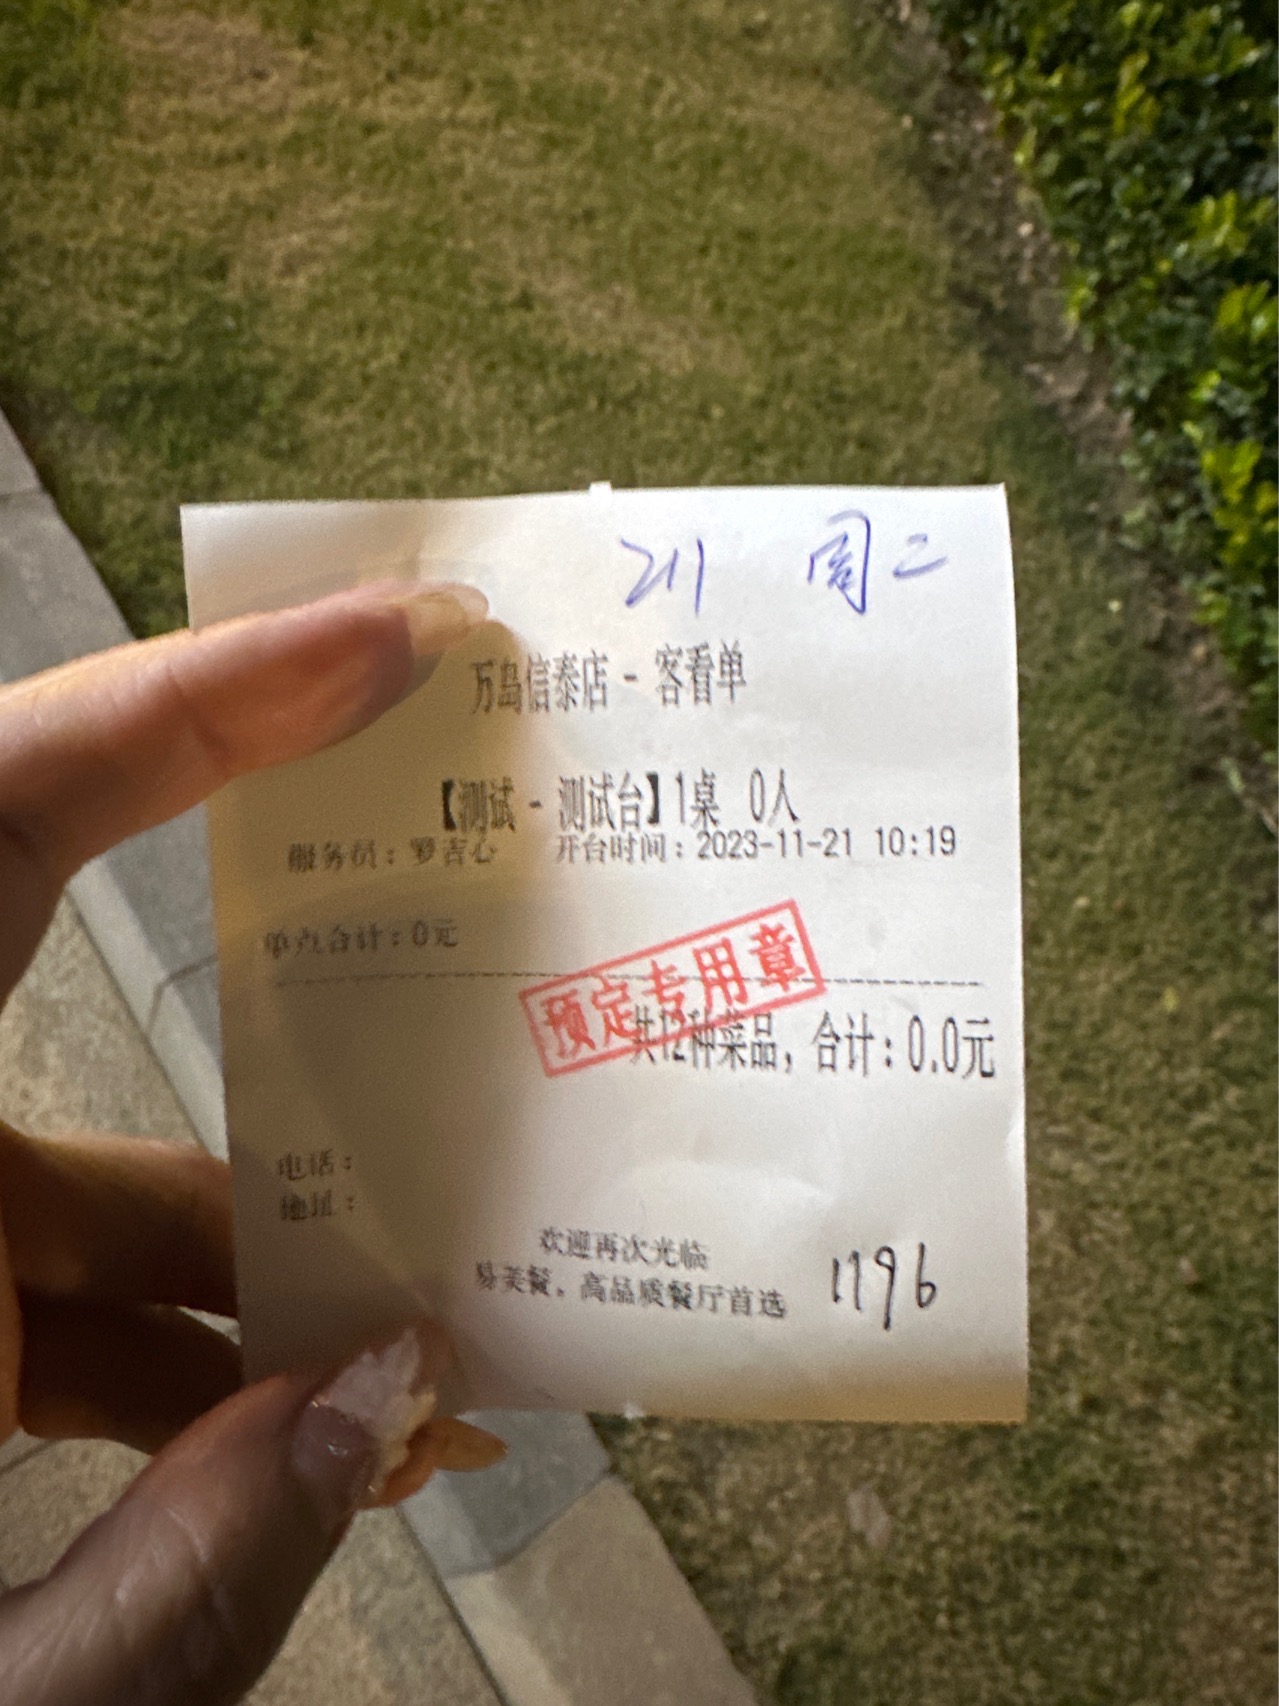 211 周二
万岛信泰店 - 客看单
【测试 - 测试台】1桌 0人
服务员：罗吉心 开台时间：2023-11-21 10:19
单点合计：0元
预定专用章
共12种菜品，合计：0.0元
电话：
地址：
欢迎再次光临
易美餐，高品质餐厅首选
1196